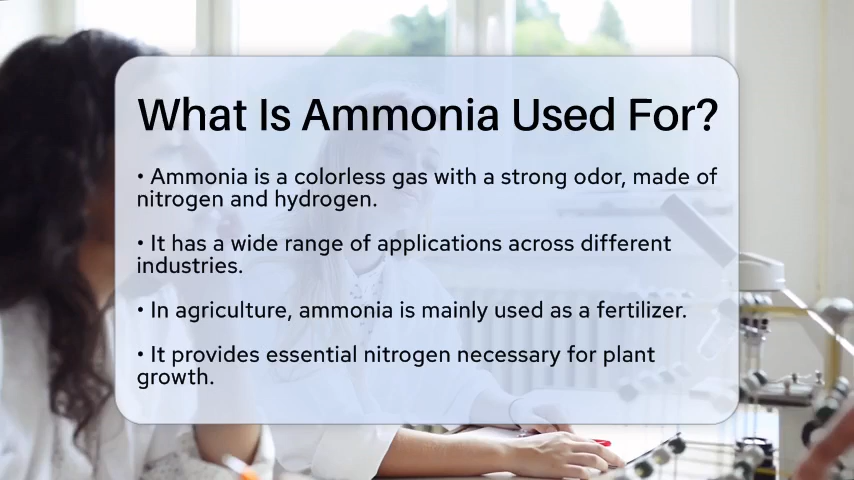 What Is Ammonia Used For?
• Ammonia is a colorless gas with a strong odor, made of
nitrogen and hydrogen.
• It has a wide range of applications across different
industries.
• In agriculture, ammonia is mainly used as a fertilizer.
• It provides essential nitrogen necessary for plant
growth.